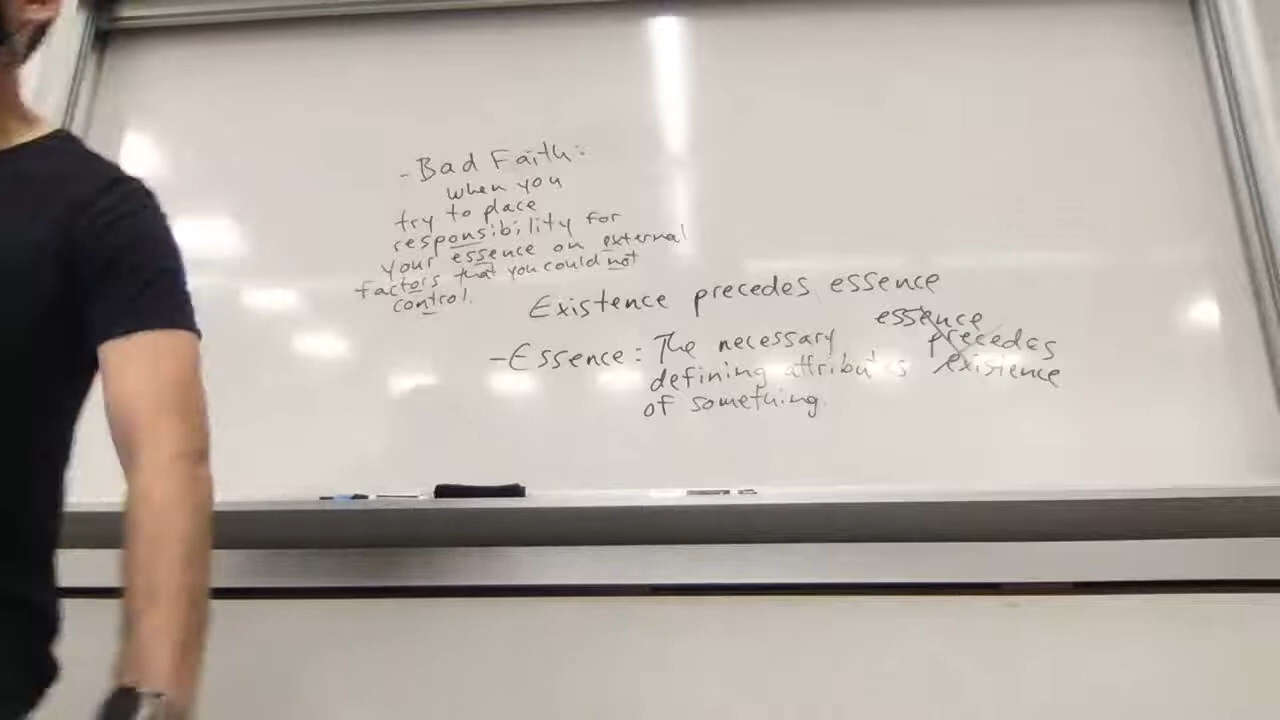 - Bad Faith:
when you
try to place
responsibility for
your essence on external
factors that you could not
control.
Existence precedes essence
- Essence: The necessary
defining attributes
of something.
essence
precedes
existence